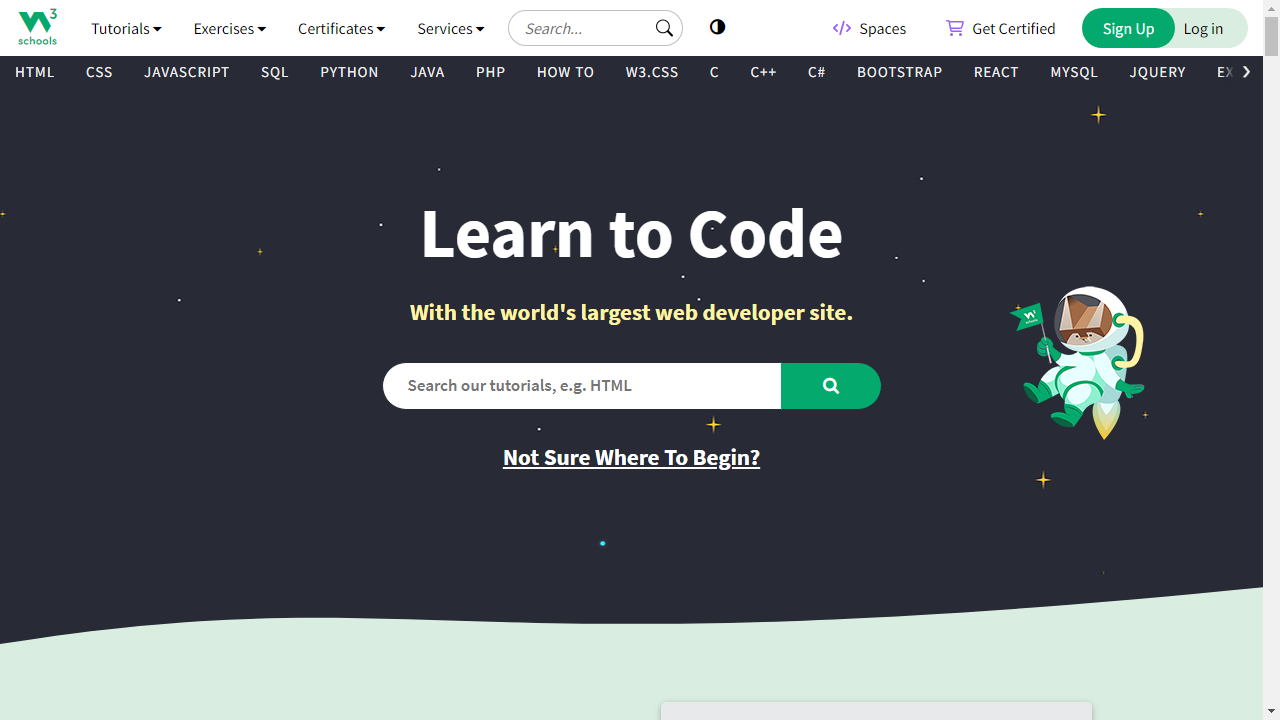 W3 schools
Tutorials Exercises Certificates Services Search... Spaces Get Certified Sign Up Log in
HTML CSS JAVASCRIPT SQL PYTHON JAVA PHP HOW TO W3.CSS C C++ C# BOOTSTRAP REACT MYSQL JQUERY
Learn to Code
With the world's largest web developer site.
Search our tutorials, e.g. HTML
Not Sure Where To Begin?